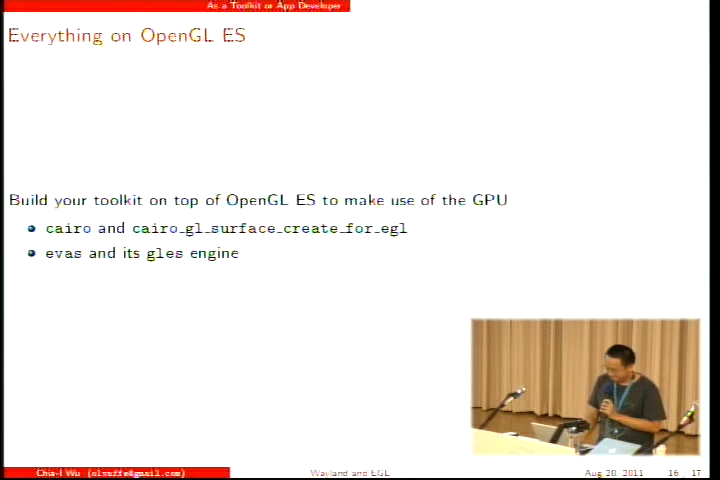 As a Toolkit or App Developer
Everything on OpenGL ES
Build your toolkit on top of OpenGL ES to make use of the GPU
cairo and cairo_gl_surface_create_for_egl
evas and its gles engine
Chia-I Wu (olvaffe@gmail.com)
Wayland and EGL
Aug 20, 2011
16 / 17